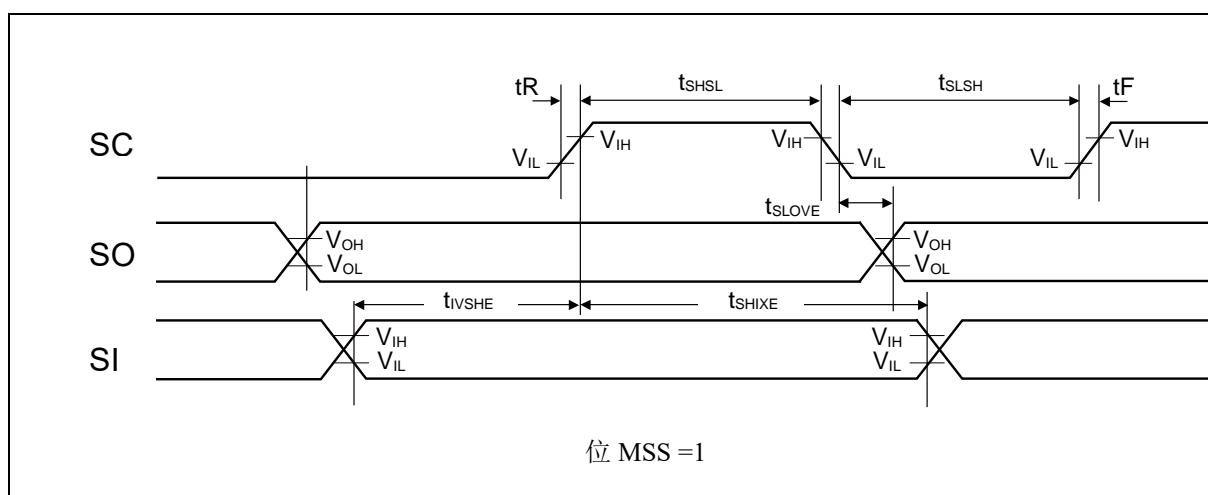 tR
tSHSL
tSLSH
tF
SC
VIL
VIH
VIH
VIL
VIL
VIH
tSLOVE
SO
VOH
VOL
VOH
VOL
tIVSHE
tSHIXE
SI
VIH
VIL
VIH
VIL
位 MSS =1